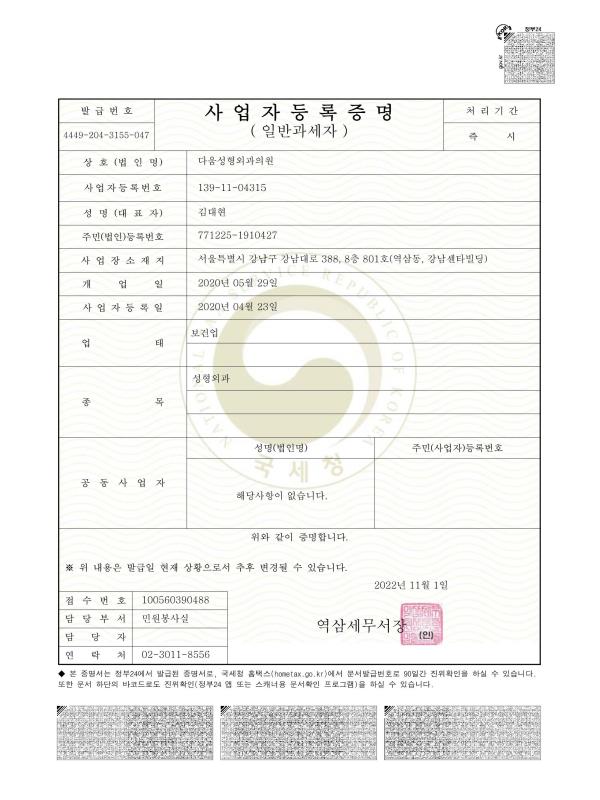 정부24
gov.kr
발 급 번 호
사 업 자 등 록 증 명
처 리 기 간
4449-204-3155-047
( 일반과세자 )
즉 시
상 호 (법 인 명) 다움성형외과의원
사업자등록번호 139-11-04315
성 명 (대 표 자) 김대현
주민(법인)등록번호 771225-1910427
사 업 장 소 재 지 서울특별시 강남구 강남대로 388, 8층 801호(역삼동, 강남센타빌딩)
개 업 일 2020년 05월 29일
사 업 자 등 록 일 2020년 04월 23일
업 태 보건업
종 목 성형외과
NATIONAL TAX SERVICE REPUBLIC OF KOREA
국세청
공 동 사 업 자
성명(법인명) 주민(사업자)등록번호
해당사항이 없습니다.
위와 같이 증명합니다.
※ 위 내용은 발급일 현재 상황으로서 추후 변경될 수 있습니다.
2022년 11월 1일
접 수 번 호 100560390488
담 당 부 서 민원봉사실
담 당 자
연 락 처 02-3011-8556
역삼세무서장
(인)
◆ 본 증명서는 정부24에서 발급된 증명서로, 국세청 홈택스(hometax.go.kr)에서 문서발급번호로 90일간 진위확인을 하실 수 있습니다.
또한 문서 하단의 바코드로도 진위확인(정부24 앱 또는 스캐너용 문서확인 프로그램)을 하실 수 있습니다.